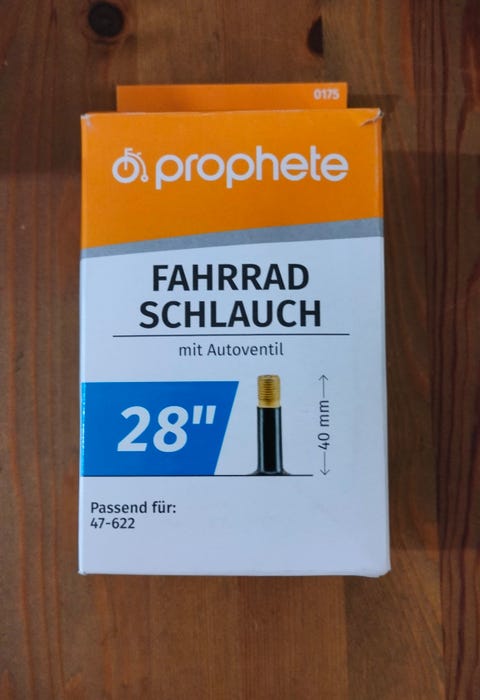 0175
prophete
FAHRRAD
SCHLAUCH
mit Autoventil
28"
40 mm
Passend für:
47-622